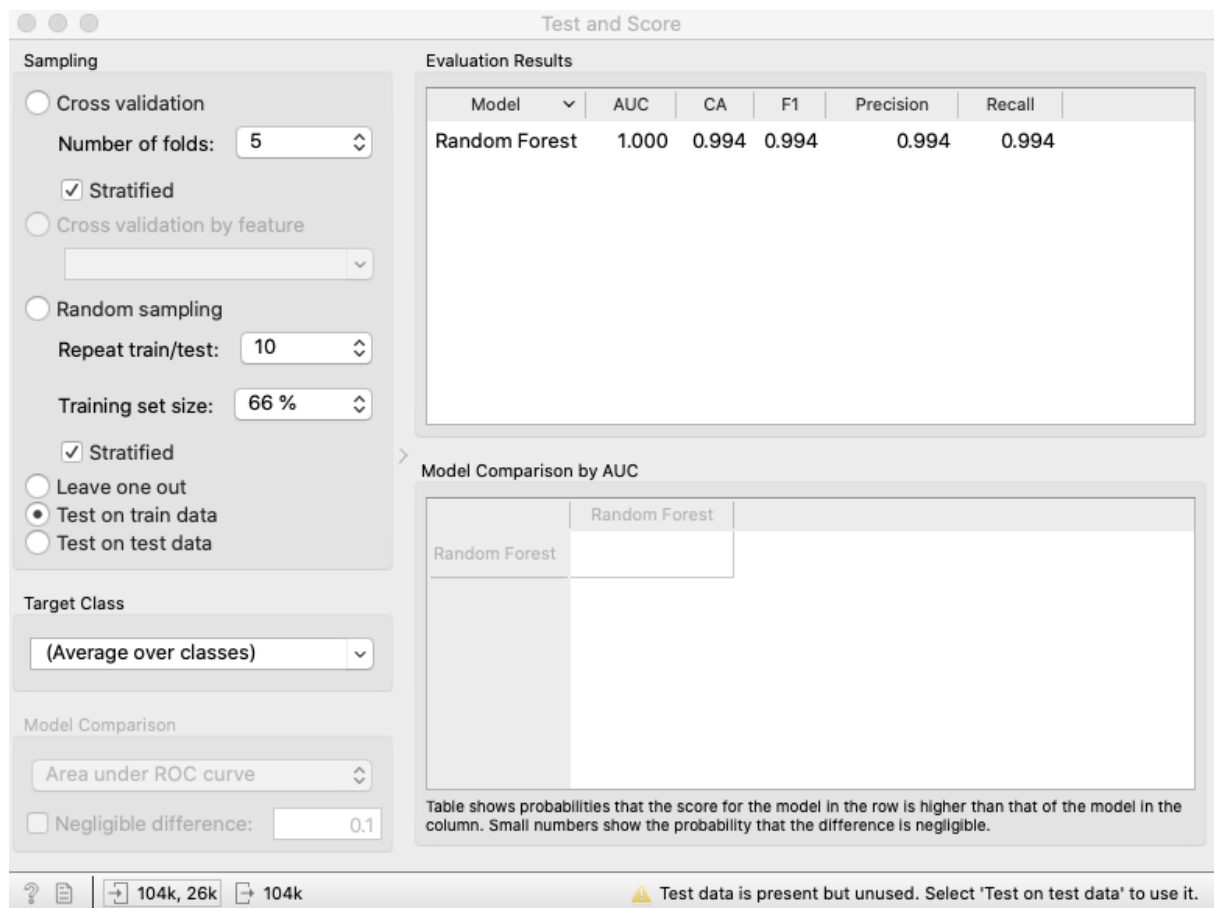 Test and Score
Sampling
Cross validation
Number of folds: 5
Stratified
Cross validation by feature
Random sampling
Repeat train/test: 10
Training set size: 66 %
Stratified
Leave one out
Test on train data
Test on test data
Target Class
(Average over classes)
Model Comparison
Area under ROC curve
Negligible difference: 0.1
Evaluation Results
Model AUC CA F1 Precision Recall
Random Forest 1.000 0.994 0.994 0.994 0.994
Model Comparison by AUC
Random Forest
Random Forest
Table shows probabilities that the score for the model in the row is higher than that of the model in the
column. Small numbers show the probability that the difference is negligible.
? 104k, 26k 104k
Test data is present but unused. Select 'Test on test data' to use it.